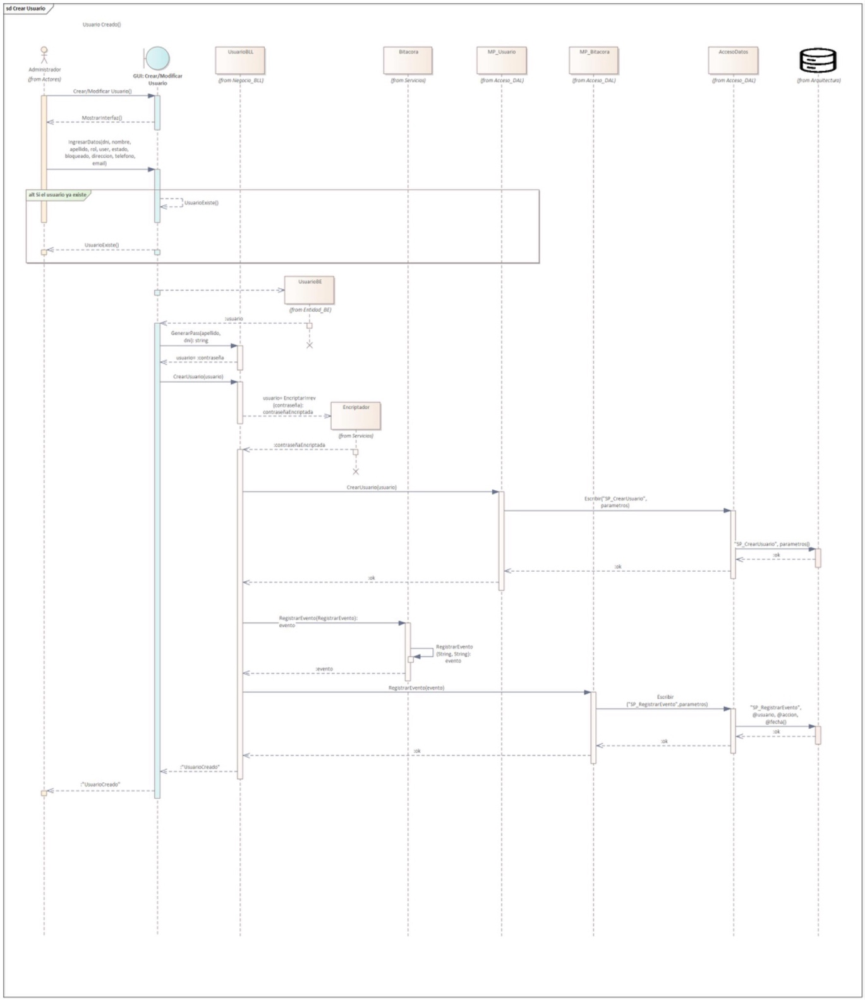 sd Crear Usuario
Usuario Creado()
Administrador
(from Actores)
GUI: Crear/Modificar
Usuario
UsuarioBLL
(from Negocio_BLL)
Bitacora
(from Servicios)
MP_Usuario
(from Acceso_DAL)
MP_Bitacora
(from Acceso_DAL)
AccesoDatos
(from Acceso_DAL)
(from Arquitectura)
Crear/Modificar Usuario()
MostrarInterfaz()
IngresarDatos(dni, nombre,
apellido, rol, user, estado,
bloqueado, direccion, telefono,
email)
alt Si el usuario ya existe
UsuarioExiste()
UsuarioExiste()
UsuarioBE
(from Entidad_BE)
:usuario
GenerarPass(apellido,
dni): string
usuario= :contraseña
CrearUsuario(usuario)
usuario= EncriptarIrrev
(contraseña):
contraseñaEncriptada
Encriptador
(from Servicios)
:contraseñaEncriptada
CrearUsuario(usuario)
Escribir("SP_CrearUsuario",
parametros)
"SP_CrearUsuario", parametros()
:ok
:ok
:ok
RegistrarEvento(RegistrarEvento):
evento
RegistrarEvento
(String, String):
evento
:evento
RegistrarEvento(evento)
Escribir
("SP_RegistrarEvento",parametros)
"SP_RegistrarEvento",
@usuario, @accion,
@fecha()
:ok
:ok
:ok
:"UsuarioCreado"
:"UsuarioCreado"